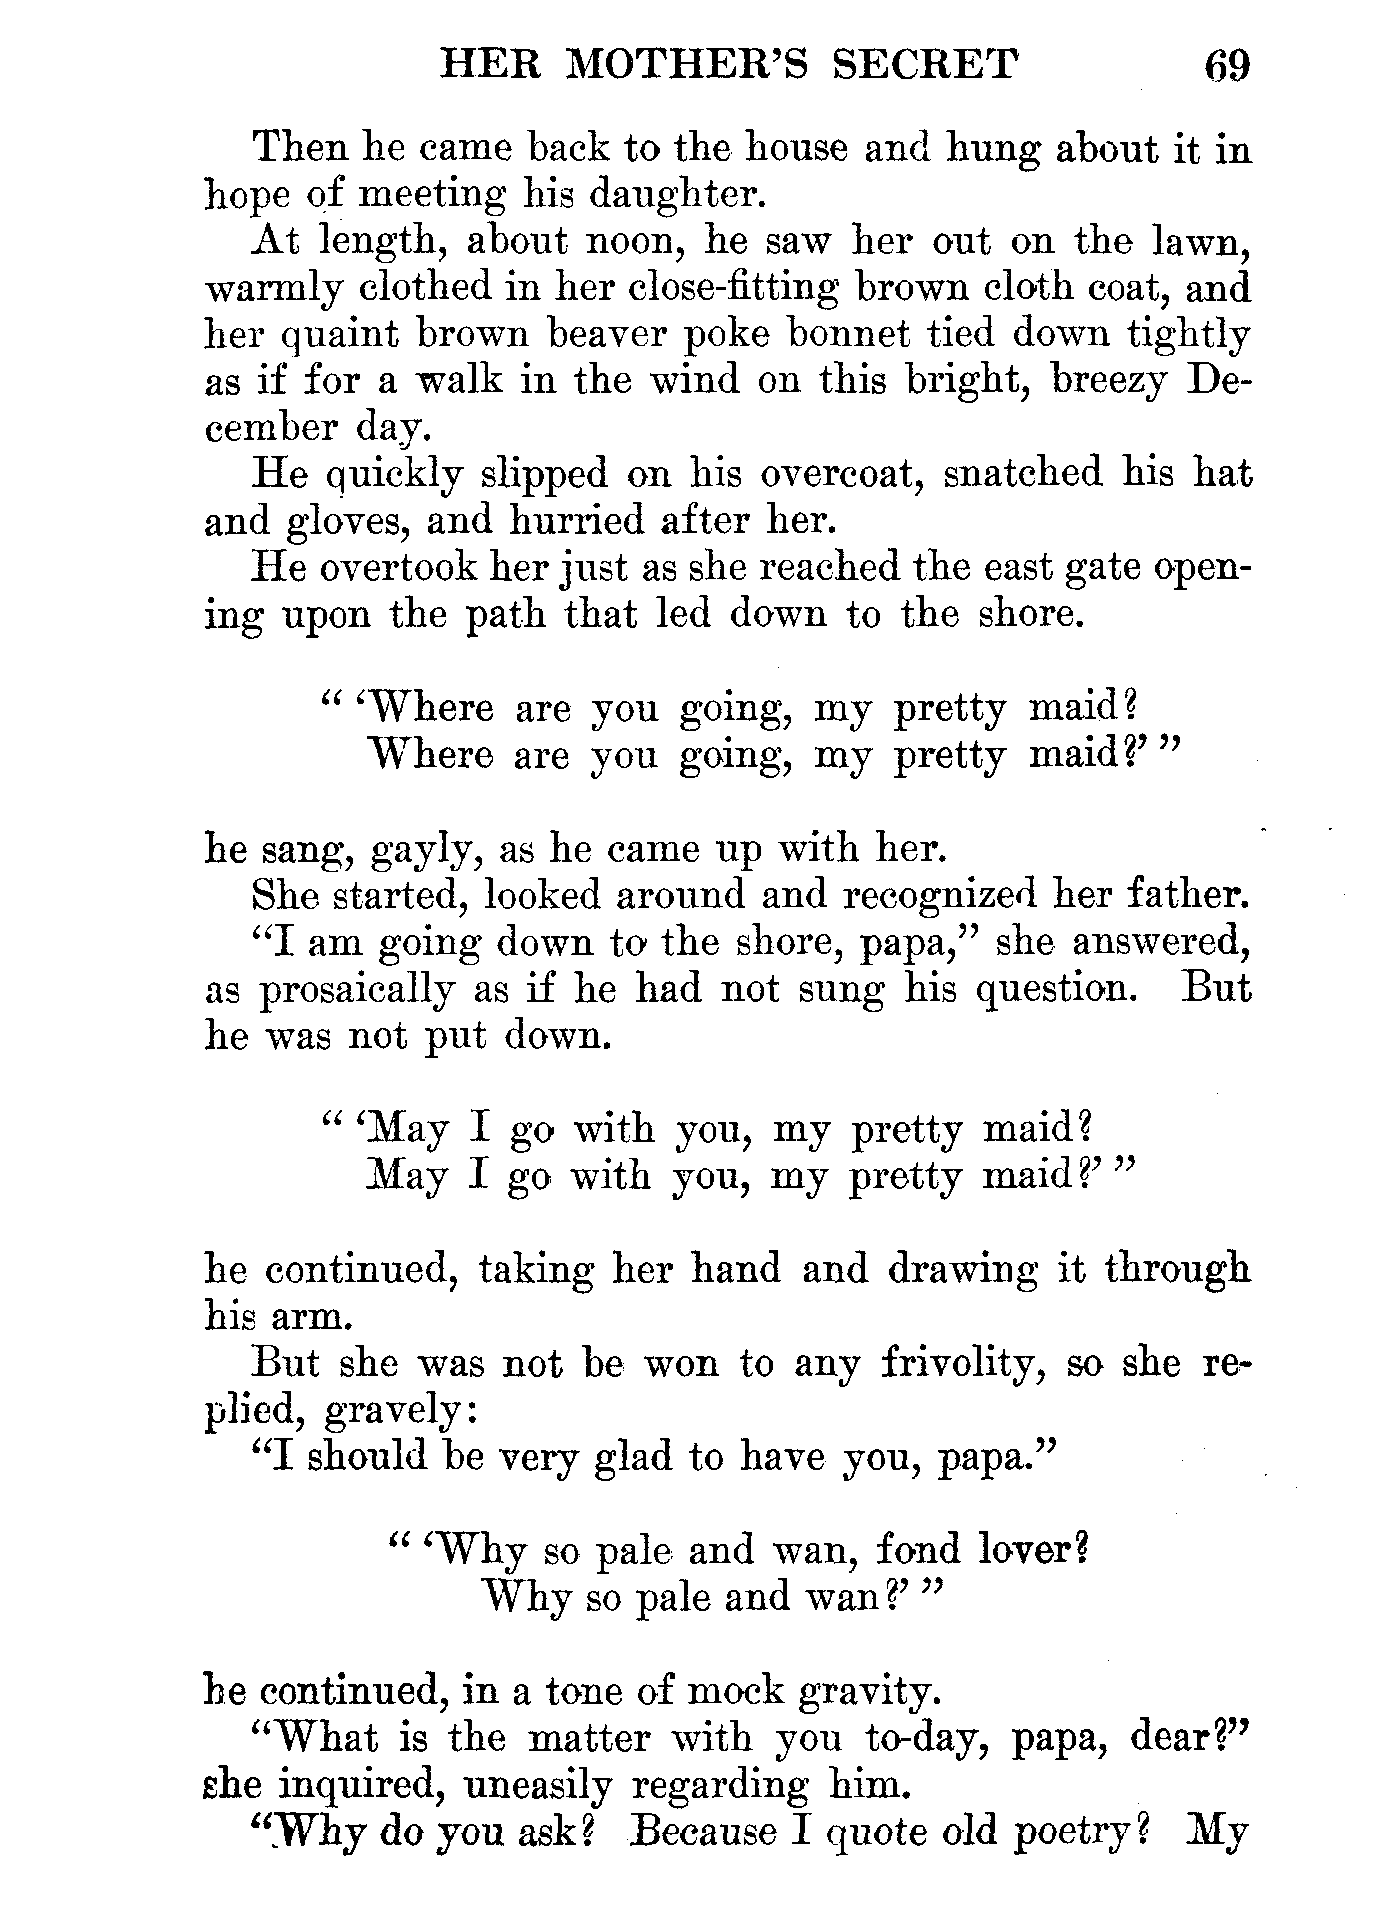 HER MOTHER'S SECRET 69
Then he came back to the house and hung about it in
hope of meeting his daughter.
At length, about noon, he saw her out on the lawn,
warmly clothed in her close-fitting brown cloth coat, and
her quaint brown beaver poke bonnet tied down tightly
as if for a walk in the wind on this bright, breezy De-
cember day.
He quickly slipped on his overcoat, snatched his hat
and gloves, and hurried after her.
He overtook her just as she reached the east gate open-
ing upon the path that led down to the shore.
“ ‘Where are you going, my pretty maid?
Where are you going, my pretty maid?’ ”
he sang, gayly, as he came up with her.
She started, looked around and recognized her father.
“I am going down to the shore, papa,” she answered,
as prosaically as if he had not sung his question. But
he was not put down.
“ ‘May I go with you, my pretty maid?
May I go with you, my pretty maid?’ ”
he continued, taking her hand and drawing it through
his arm.
But she was not be won to any frivolity, so she re-
plied, gravely:
“I should be very glad to have you, papa.”
“ ‘Why so pale and wan, fond lover?
Why so pale and wan?’ ”
he continued, in a tone of mock gravity.
“What is the matter with you to-day, papa, dear?”
she inquired, uneasily regarding him.
“Why do you ask? Because I quote old poetry? My